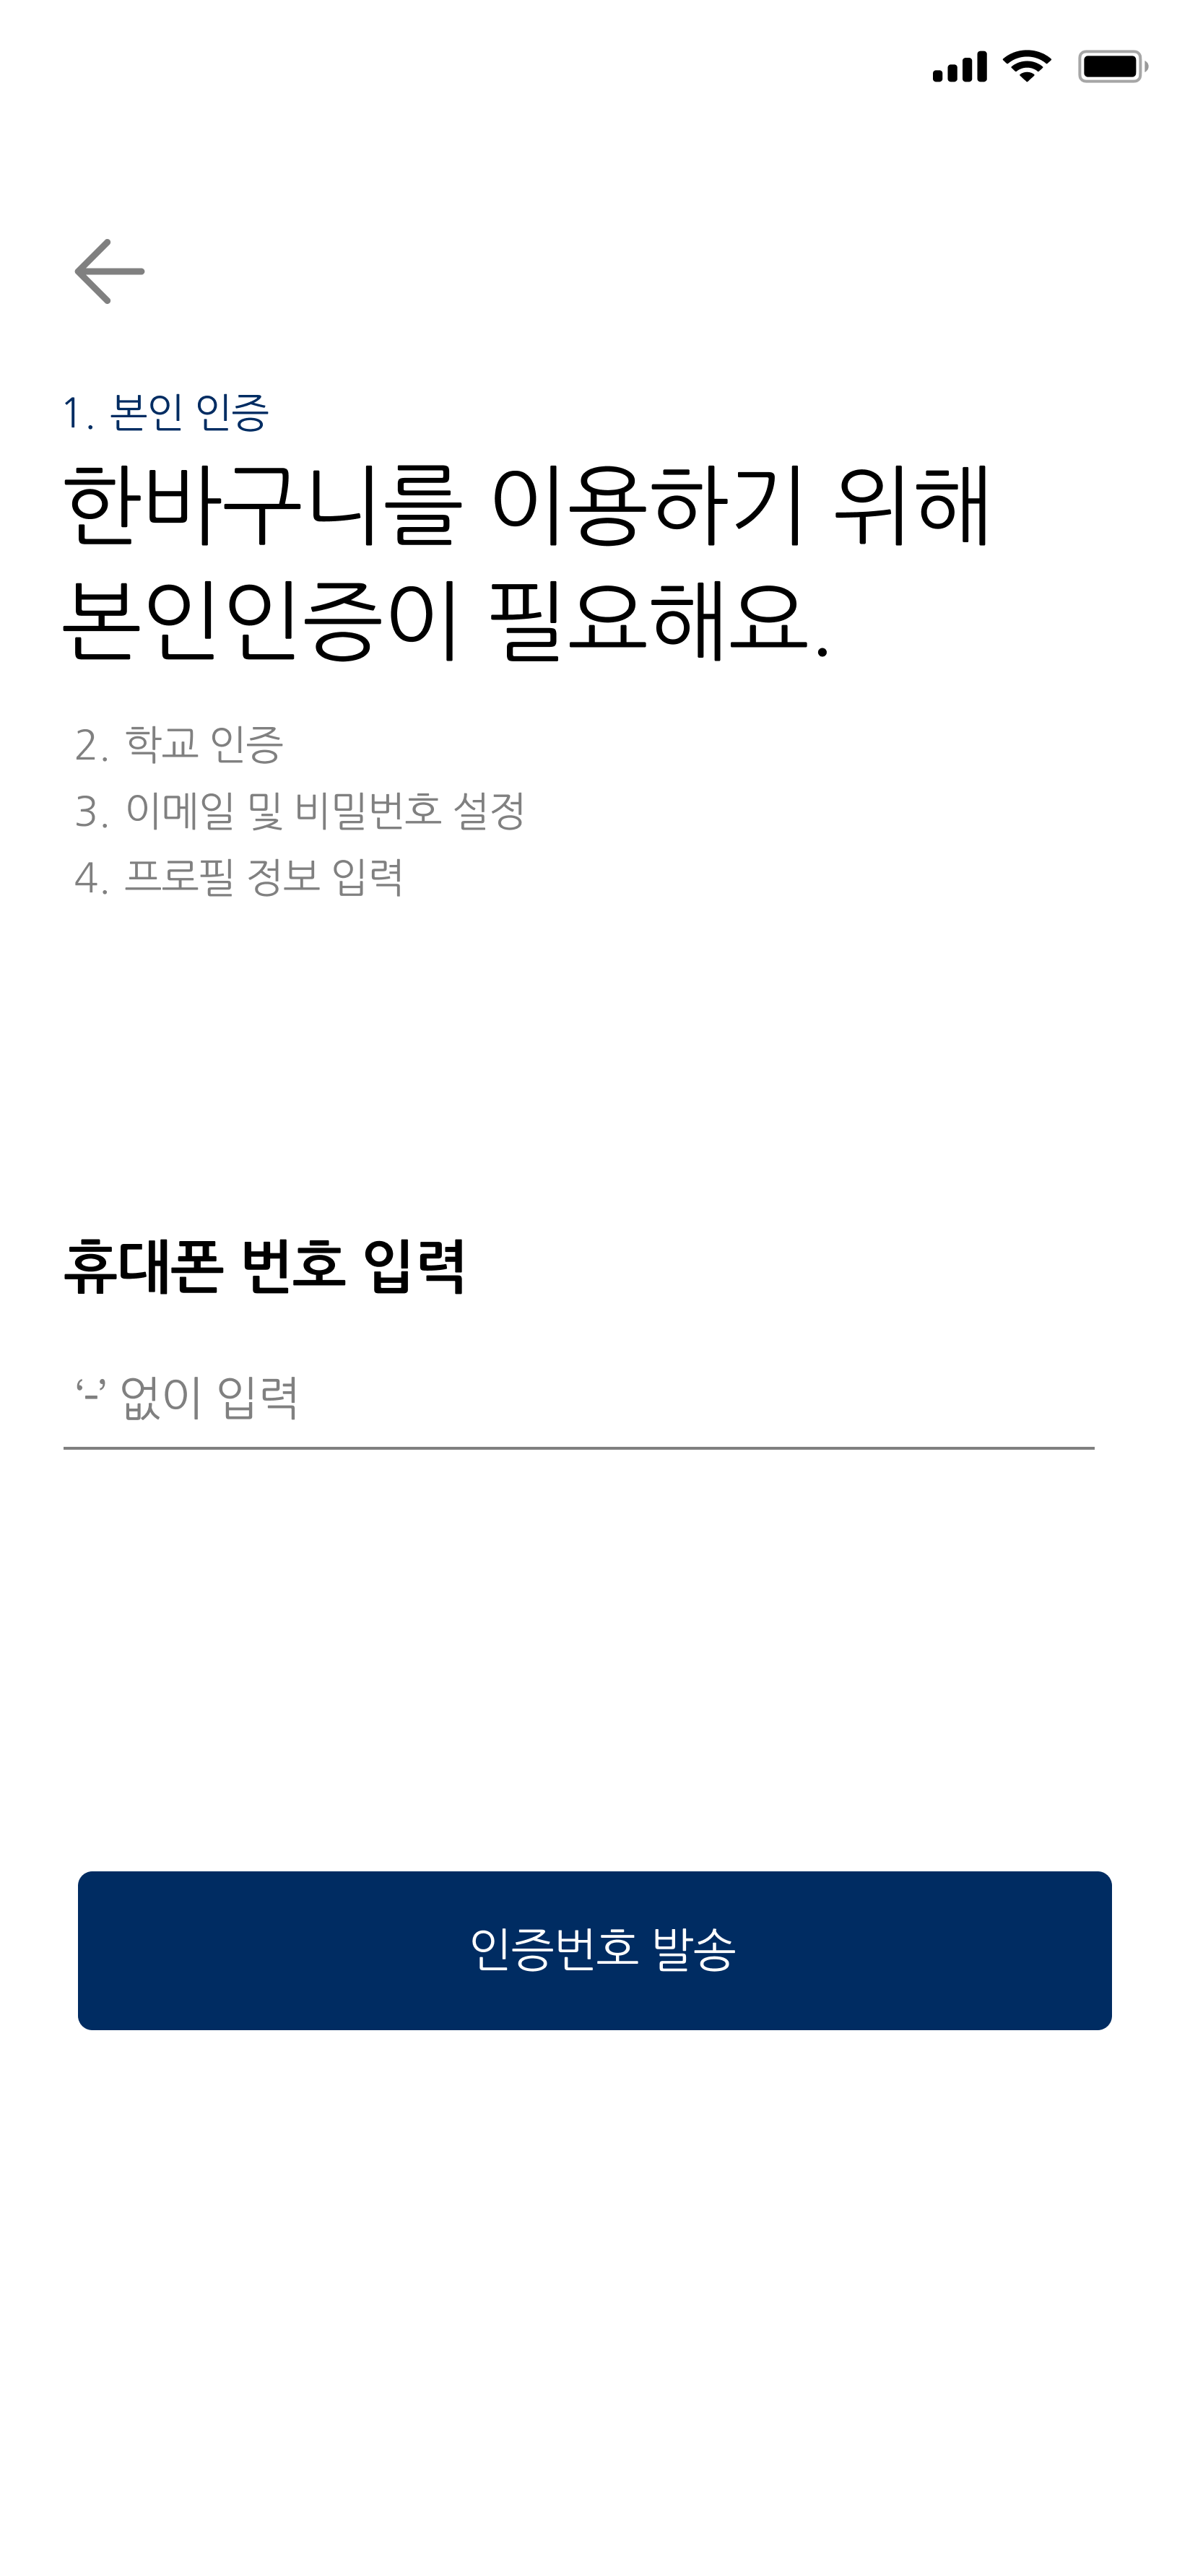 1. 본인 인증
한바구니를 이용하기 위해
본인인증이 필요해요.
2. 학교 인증
3. 이메일 및 비밀번호 설정
4. 프로필 정보 입력
휴대폰 번호 입력
‘-’ 없이 입력
인증번호 발송